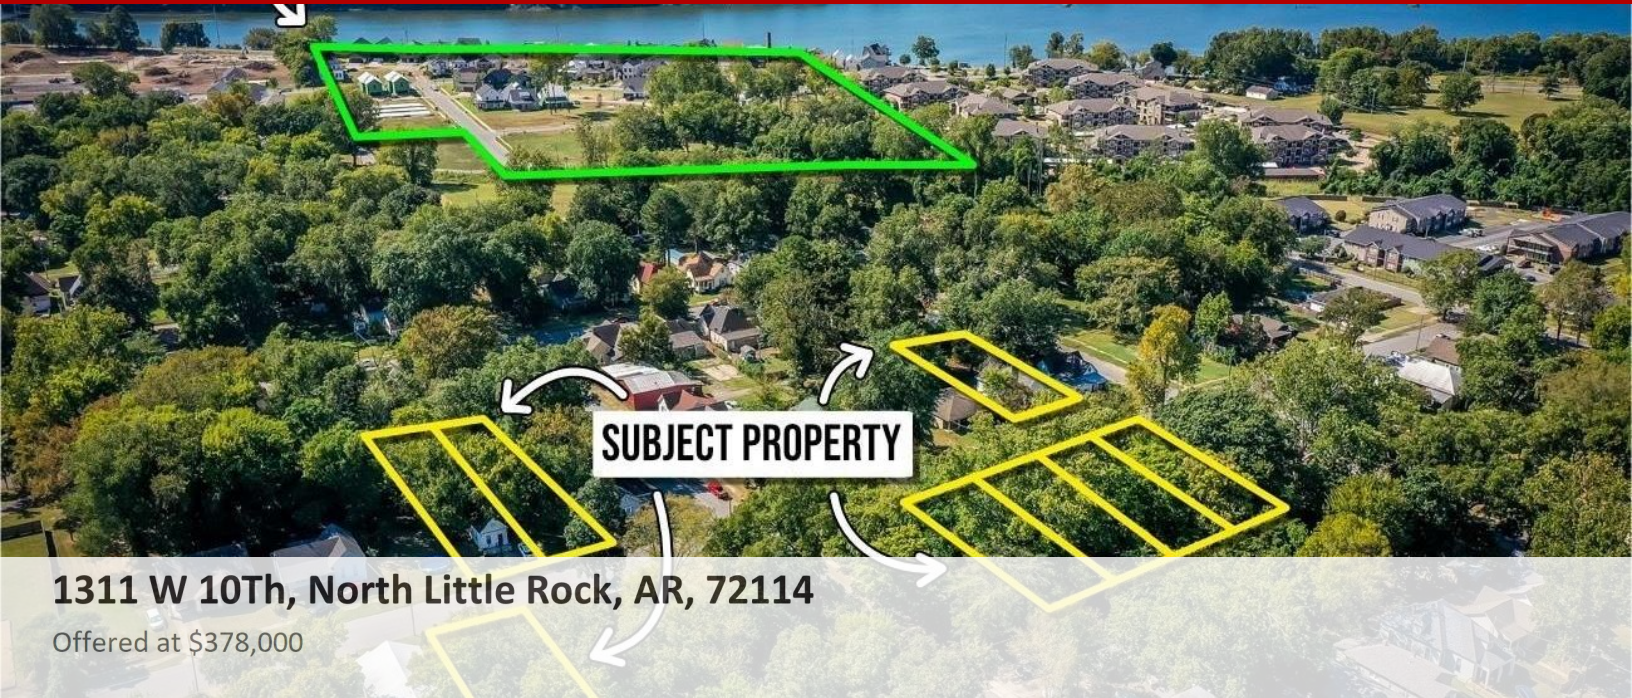 SUBJECT PROPERTY
1311 W 10Th, North Little Rock, AR, 72114
Offered at $378,000